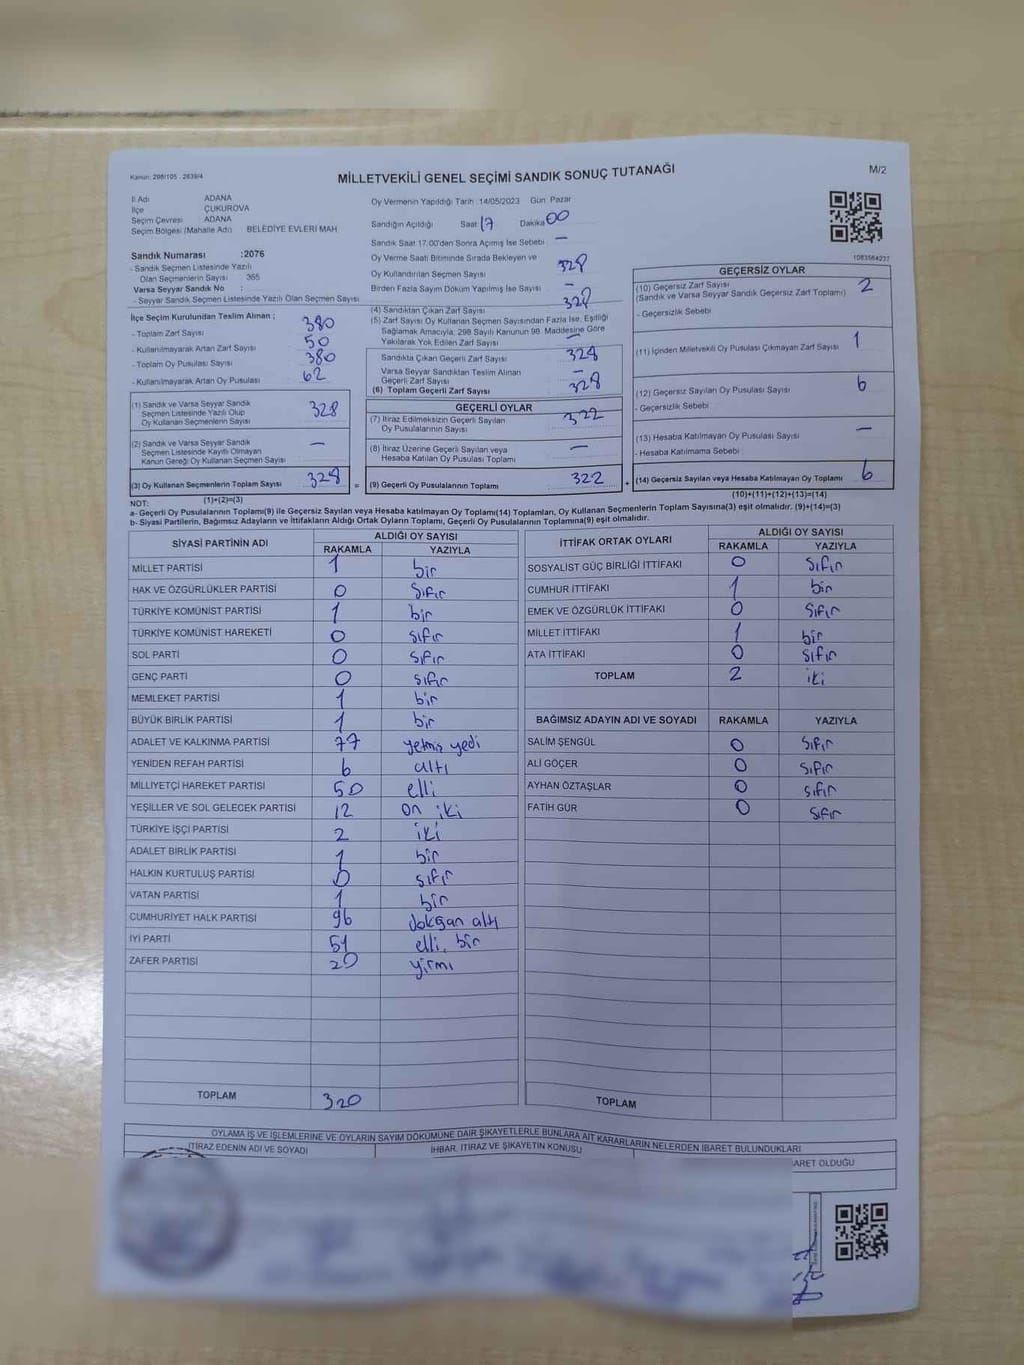 Kanun: 298/105 - 2839/4
MİLLETVEKİLİ GENEL SEÇİMİ SANDIK SONUÇ TUTANAĞI
M/2
İl Adı ADANA
İlçe ÇUKUROVA
Seçim Çevresi ADANA
Seçim Bölgesi (Mahalle Adı) BELEDİYE EVLERİ MAH
Sandık Numarası :2076
- Sandık Seçmen Listesinde Yazılı
Olan Seçmenlerin Sayısı 365
Varsa Seyyar Sandık No :
- Seyyar Sandık Seçmen Listesinde Yazılı Olan Seçmen Sayısı
İlçe Seçim Kurulundan Teslim Alınan ;
- Toplam Zarf Sayısı 380
- Kullanılmayarak Artan Zarf Sayısı 50
- Toplam Oy Pusulası Sayısı 380
- Kullanılmayarak Artan Oy Pusulası 62
(1) Sandık ve Varsa Seyyar Sandık
Seçmen Listesinde Yazılı Olup
Oy Kullanan Seçmenlerin Sayısı 328
(2) Sandık ve Varsa Seyyar Sandık
Seçmen Listesinde Kayıtlı Olmayan
Kanun Gereği Oy Kullanan Seçmen Sayısı —
(3) Oy Kullanan Seçmenlerin Toplam Sayısı 328 =
(1)+(2)=(3)
Oy Vermenin Yapıldığı Tarih :14/05/2023 Gün: Pazar
Sandığın Açıldığı Saat 17 Dakika 00
Sandık Saat 17.00'den Sonra Açılmış İse Sebebi —
Oy Verme Saati Bitiminde Sırada Bekleyen ve
Oy Kullandırılan Seçmen Sayısı 328
Birden Fazla Sayım Döküm Yapılmış İse Sayısı —
(4) Sandıktan Çıkan Zarf Sayısı 328
(5) Zarf Sayısı Oy Kullanan Seçmen Sayısından Fazla İse, Eşitliği
Sağlamak Amacıyla, 298 Sayılı Kanunun 98. Maddesine Göre
Yakılarak Yok Edilen Zarf Sayısı —
Sandıkta Çıkan Geçerli Zarf Sayısı 328
Varsa Seyyar Sandıktan Teslim Alınan
Geçerli Zarf Sayısı —
(6) Toplam Geçerli Zarf Sayısı 328
GEÇERLİ OYLAR
(7) İtiraz Edilmeksizin Geçerli Sayılan
Oy Pusulalarının Sayısı 322
(8) İtiraz Üzerine Geçerli Sayılan veya
Hesaba Katılan Oy Pusulası Toplamı —
(9) Geçerli Oy Pusulalarının Toplamı 322 +
1083564237
GEÇERSİZ OYLAR
(10) Geçersiz Zarf Sayısı 2
(Sandık ve Varsa Seyyar Sandık Geçersiz Zarf Toplamı)
- Geçersizlik Sebebi
(11) İçinden Milletvekili Oy Pusulası Çıkmayan Zarf Sayısı 1
(12) Geçersiz Sayılan Oy Pusulası Sayısı 6
- Geçersizlik Sebebi
(13) Hesaba Katılmayan Oy Pusulası Sayısı —
- Hesaba Katılmama Sebebi
(14) Geçersiz Sayılan veya Hesaba Katılmayan Oy Toplamı 6
(10)+(11)+(12)+(13)=(14)
NOT:
a- Geçerli Oy Pusulalarının Toplamı(9) ile Geçersiz Sayılan veya Hesaba Katılmayan Oy Toplamı(14) Toplamları, Oy Kullanan Seçmenlerin Toplam Sayısına(3) eşit olmalıdır. (9)+(14)=(3)
b- Siyasi Partilerin, Bağımsız Adayların ve İttifakların Aldığı Ortak Oyların Toplamı, Geçerli Oy Pusulalarının Toplamına(9) eşit olmalıdır.
SİYASİ PARTİNİN ADI ALDIĞI OY SAYISI
RAKAMLA YAZIYLA
MİLLET PARTİSİ 1 bir
HAK VE ÖZGÜRLÜKLER PARTİSİ 0 sıfır
TÜRKİYE KOMÜNİST PARTİSİ 1 bir
TÜRKİYE KOMÜNİST HAREKETİ 0 sıfır
SOL PARTİ 0 sıfır
GENÇ PARTİ 0 sıfır
MEMLEKET PARTİSİ 1 bir
BÜYÜK BİRLİK PARTİSİ 1 bir
ADALET VE KALKINMA PARTİSİ 77 yetmiş yedi
YENİDEN REFAH PARTİSİ 6 altı
MİLLİYETÇİ HAREKET PARTİSİ 50 elli
YEŞİLLER VE SOL GELECEK PARTİSİ 12 on iki
TÜRKİYE İŞÇİ PARTİSİ 2 iki
ADALET BİRLİK PARTİSİ 1 bir
HALKIN KURTULUŞ PARTİSİ 0 sıfır
VATAN PARTİSİ 1 bir
CUMHURİYET HALK PARTİSİ 96 doksan altı
İYİ PARTİ 51 elli bir
ZAFER PARTİSİ 20 yirmi
TOPLAM 320
İTTİFAK ORTAK OYLARI ALDIĞI OY SAYISI
RAKAMLA YAZIYLA
SOSYALİST GÜÇ BİRLİĞİ İTTİFAKI 0 sıfır
CUMHUR İTTİFAKI 1 bir
EMEK VE ÖZGÜRLÜK İTTİFAKI 0 sıfır
MİLLET İTTİFAKI 1 bir
ATA İTTİFAKI 0 sıfır
TOPLAM 2 iki
BAĞIMSIZ ADAYIN ADI VE SOYADI RAKAMLA YAZIYLA
SALİM ŞENGÜL 0 sıfır
ALİ GÖÇER 0 sıfır
AYHAN ÖZTAŞLAR 0 sıfır
FATİH GÜR 0 sıfır
TOPLAM
OYLAMA İŞ VE İŞLEMLERİNE VE OYLARIN SAYIM DÖKÜMÜNE DAİR ŞİKAYETLERLE BUNLARA AİT KARARLARIN NELERDEN İBARET BULUNDUKLARI
İTİRAZ EDENİN ADI VE SOYADI İHBAR, İTİRAZ VE ŞİKAYETİN KONUSU ARET OLDUĞU